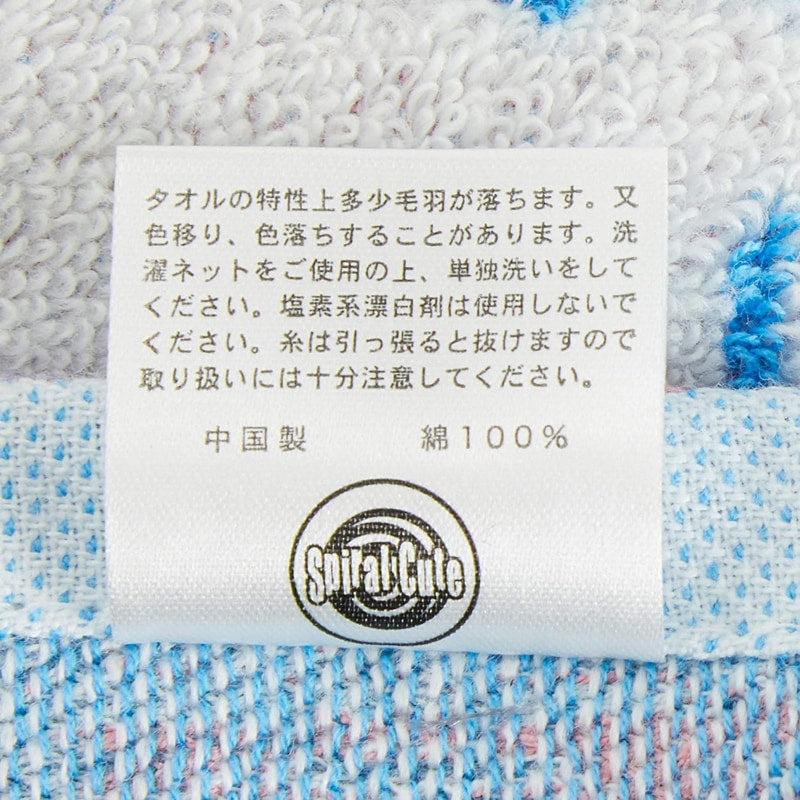 タオルの特性上多少毛羽が落ちます。又
色移り、色落ちすることがあります。洗
濯ネットをご使用の上、単独洗いをして
ください。塩素系漂白剤は使用しないで
ください。糸は引っ張ると抜けますので
取り扱いには十分注意してください。
中国製 綿100%
Spiral Cute